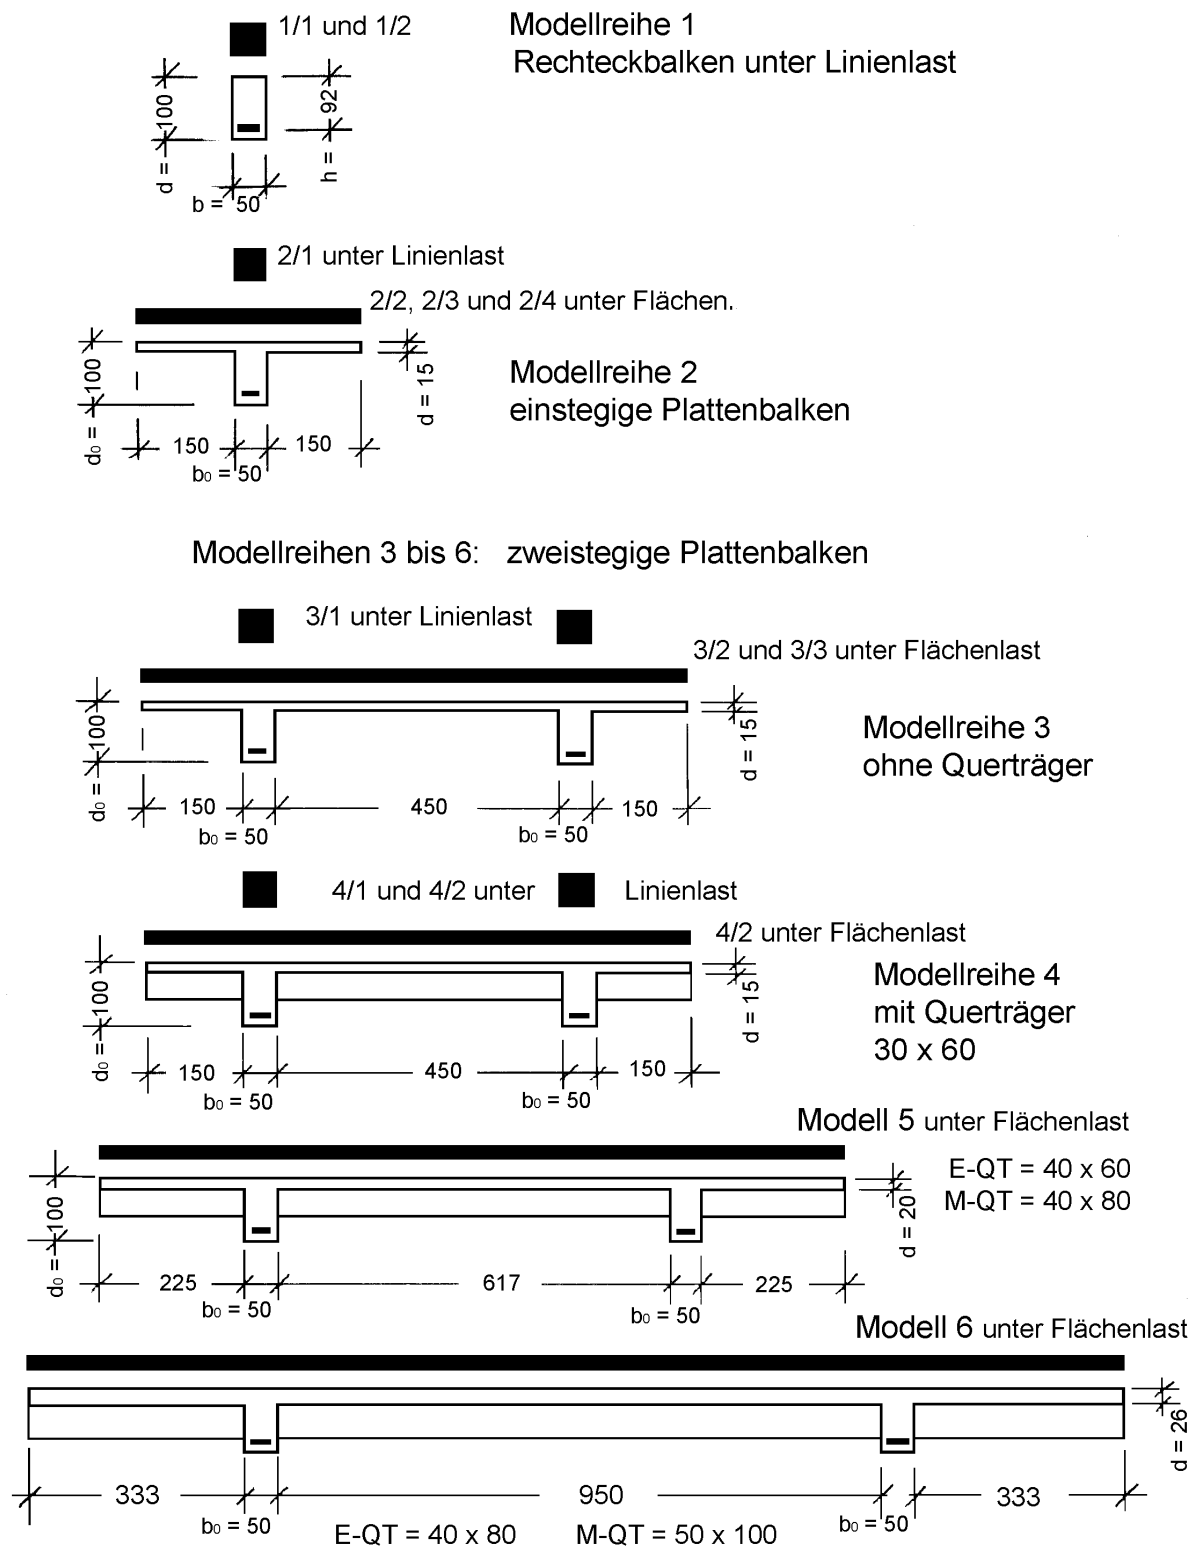 1/1 und 1/2
Modellreihe 1
Rechteckbalken unter Linienlast
d = 100
h = 92
b = 50
2/1 unter Linienlast
2/2, 2/3 und 2/4 unter Flächen.
d₀ = 100
d = 15
Modellreihe 2
einstegige Plattenbalken
150
150
b₀ = 50
Modellreihen 3 bis 6: zweistegige Plattenbalken
3/1 unter Linienlast
3/2 und 3/3 unter Flächenlast
d₀ = 100
d = 15
Modellreihe 3
ohne Querträger
150
450
150
b₀ = 50
b₀ = 50
4/1 und 4/2 unter Linienlast
4/2 unter Flächenlast
d₀ = 100
d = 15
Modellreihe 4
mit Querträger
30 x 60
150
450
150
b₀ = 50
b₀ = 50
Modell 5 unter Flächenlast
E-QT = 40 x 60
M-QT = 40 x 80
d₀ = 100
d = 20
225
617
225
b₀ = 50
b₀ = 50
Modell 6 unter Flächenlast
d = 26
333
950
333
b₀ = 50
b₀ = 50
E-QT = 40 x 80 M-QT = 50 x 100